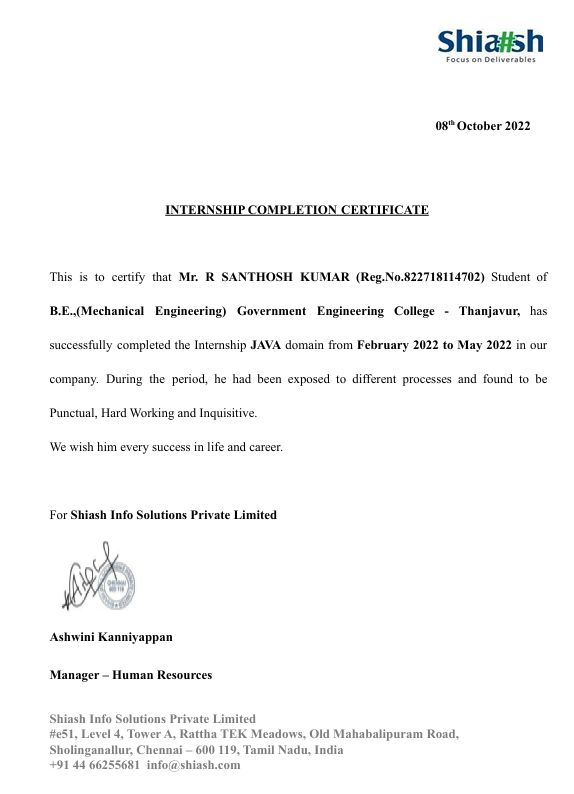 Shia#sh
Focus on Deliverables
08th October 2022
INTERNSHIP COMPLETION CERTIFICATE
This is to certify that Mr. R SANTHOSH KUMAR (Reg.No.822718114702) Student of
B.E.,(Mechanical Engineering) Government Engineering College - Thanjavur, has
successfully completed the Internship JAVA domain from February 2022 to May 2022 in our
company. During the period, he had been exposed to different processes and found to be
Punctual, Hard Working and Inquisitive.
We wish him every success in life and career.
For Shiash Info Solutions Private Limited
CHENNAI
600 119
Ashwini Kanniyappan
Manager – Human Resources
Shiash Info Solutions Private Limited
#e51, Level 4, Tower A, Rattha TEK Meadows, Old Mahabalipuram Road,
Sholinganallur, Chennai – 600 119, Tamil Nadu, India
+91 44 66255681 info@shiash.com